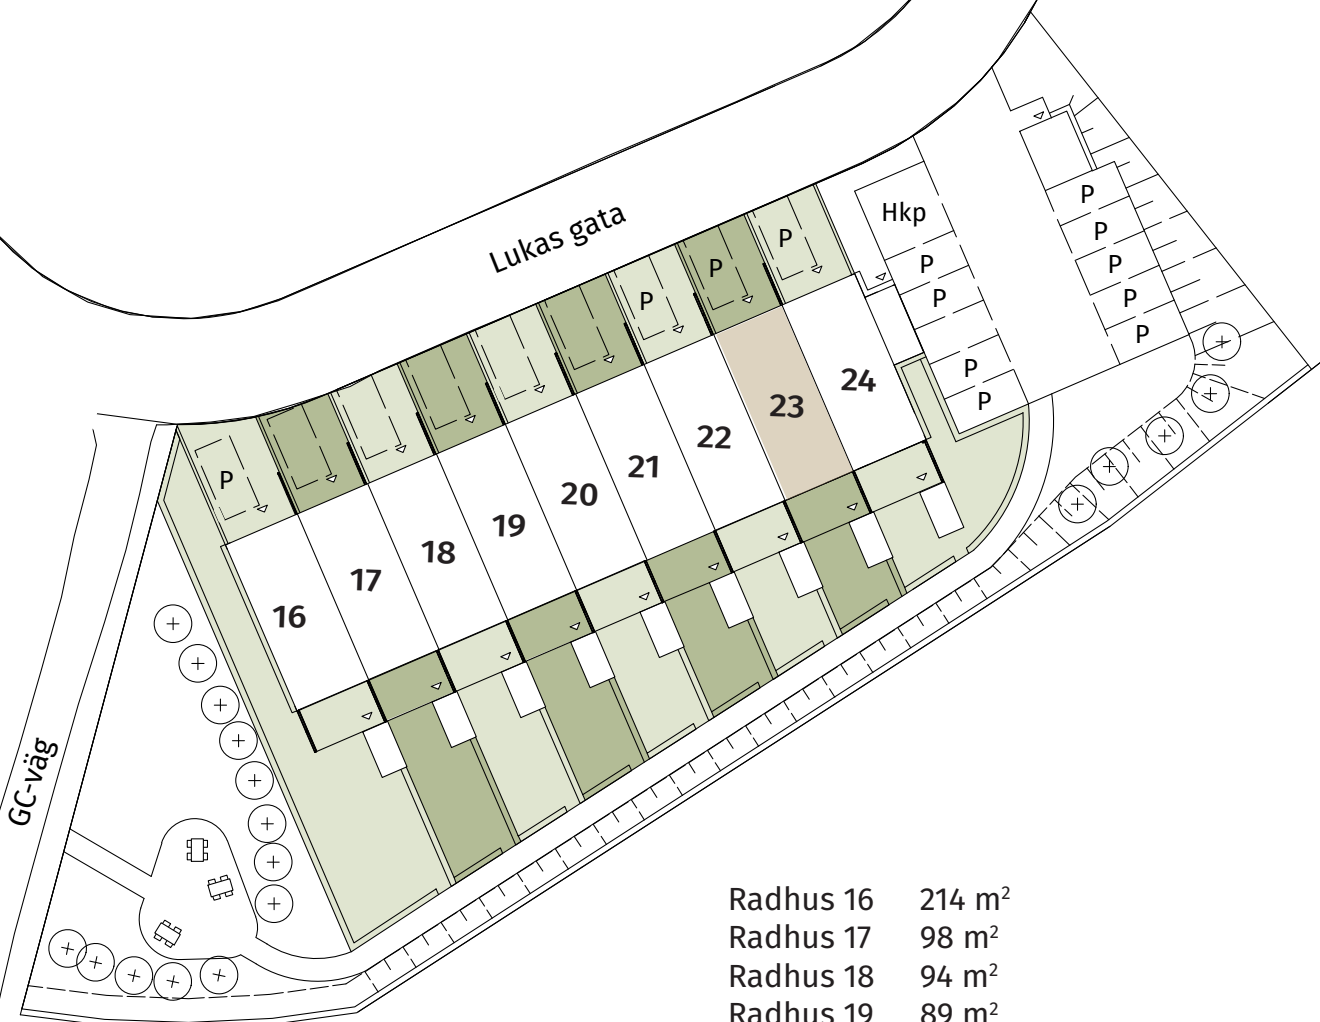 Lukas gata
GC-väg
Hkp
P
P
P
P
P
P
P
P
P
P
P
P
P
16
17
18
19
20
21
22
23
24
Radhus 16 214 m²
Radhus 17 98 m²
Radhus 18 94 m²
Radhus 19 89 m²